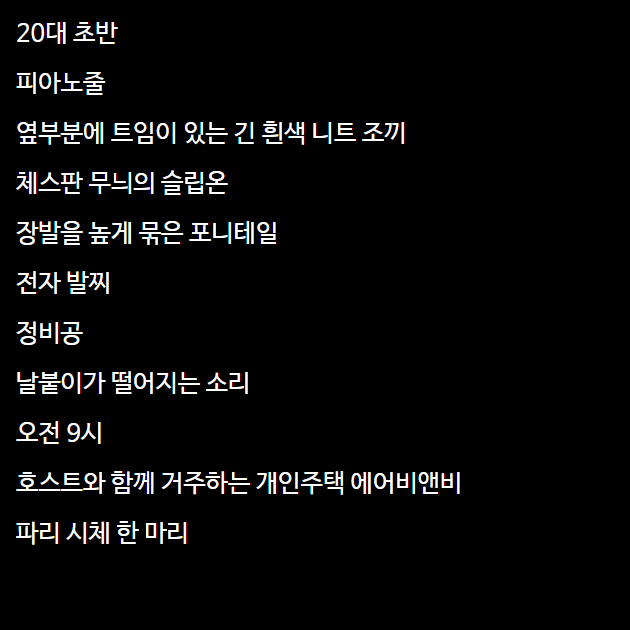 20대 초반
피아노줄
옆부분에 트임이 있는 긴 흰색 니트 조끼
체스판 무늬의 슬립온
장발을 높게 묶은 포니테일
전자 발찌
정비공
날붙이가 떨어지는 소리
오전 9시
호스트와 함께 거주하는 개인주택 에어비앤비
파리 시체 한 마리